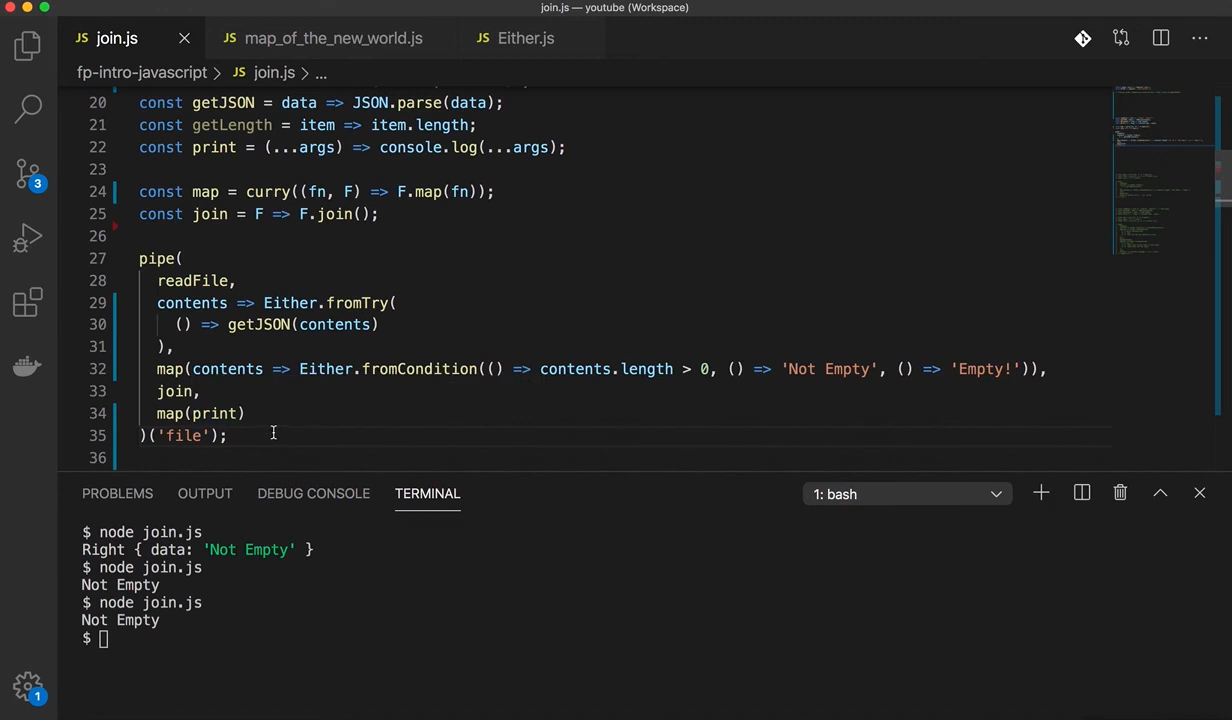 join.js — youtube (Workspace)
JS join.js
JS map_of_the_new_world.js
JS Either.js
fp-intro-javascript > JS join.js > ...
20 const getJSON = data => JSON.parse(data);
21 const getLength = item => item.length;
22 const print = (...args) => console.log(...args);
23
24 const map = curry((fn, F) => F.map(fn));
25 const join = F => F.join();
26
27 pipe(
28 readFile,
29 contents => Either.fromTry(
30 () => getJSON(contents)
31 ),
32 map(contents => Either.fromCondition(() => contents.length > 0, () => 'Not Empty', () => 'Empty!')),
33 join,
34 map(print)
35 )('file');
36
3
PROBLEMS OUTPUT DEBUG CONSOLE TERMINAL 1: bash
$ node join.js
Right { data: 'Not Empty' }
$ node join.js
Not Empty
$ node join.js
Not Empty
$
1